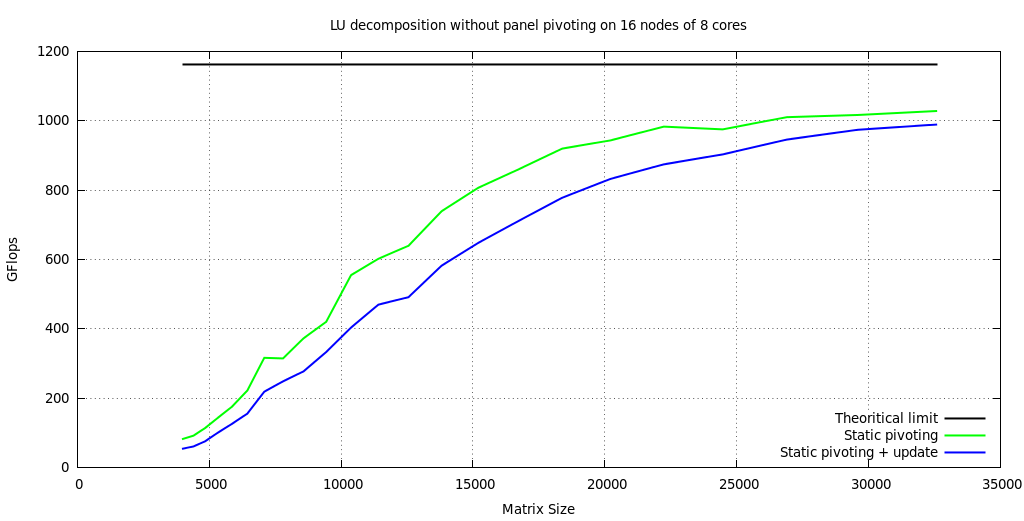 LU decomposition without panel pivoting on 16 nodes of 8 cores
1200
1000
800
600
400
200
0
GFlops
Theoritical limit
Static pivoting
Static pivoting + update
0 5000 10000 15000 20000 25000 30000 35000
Matrix Size